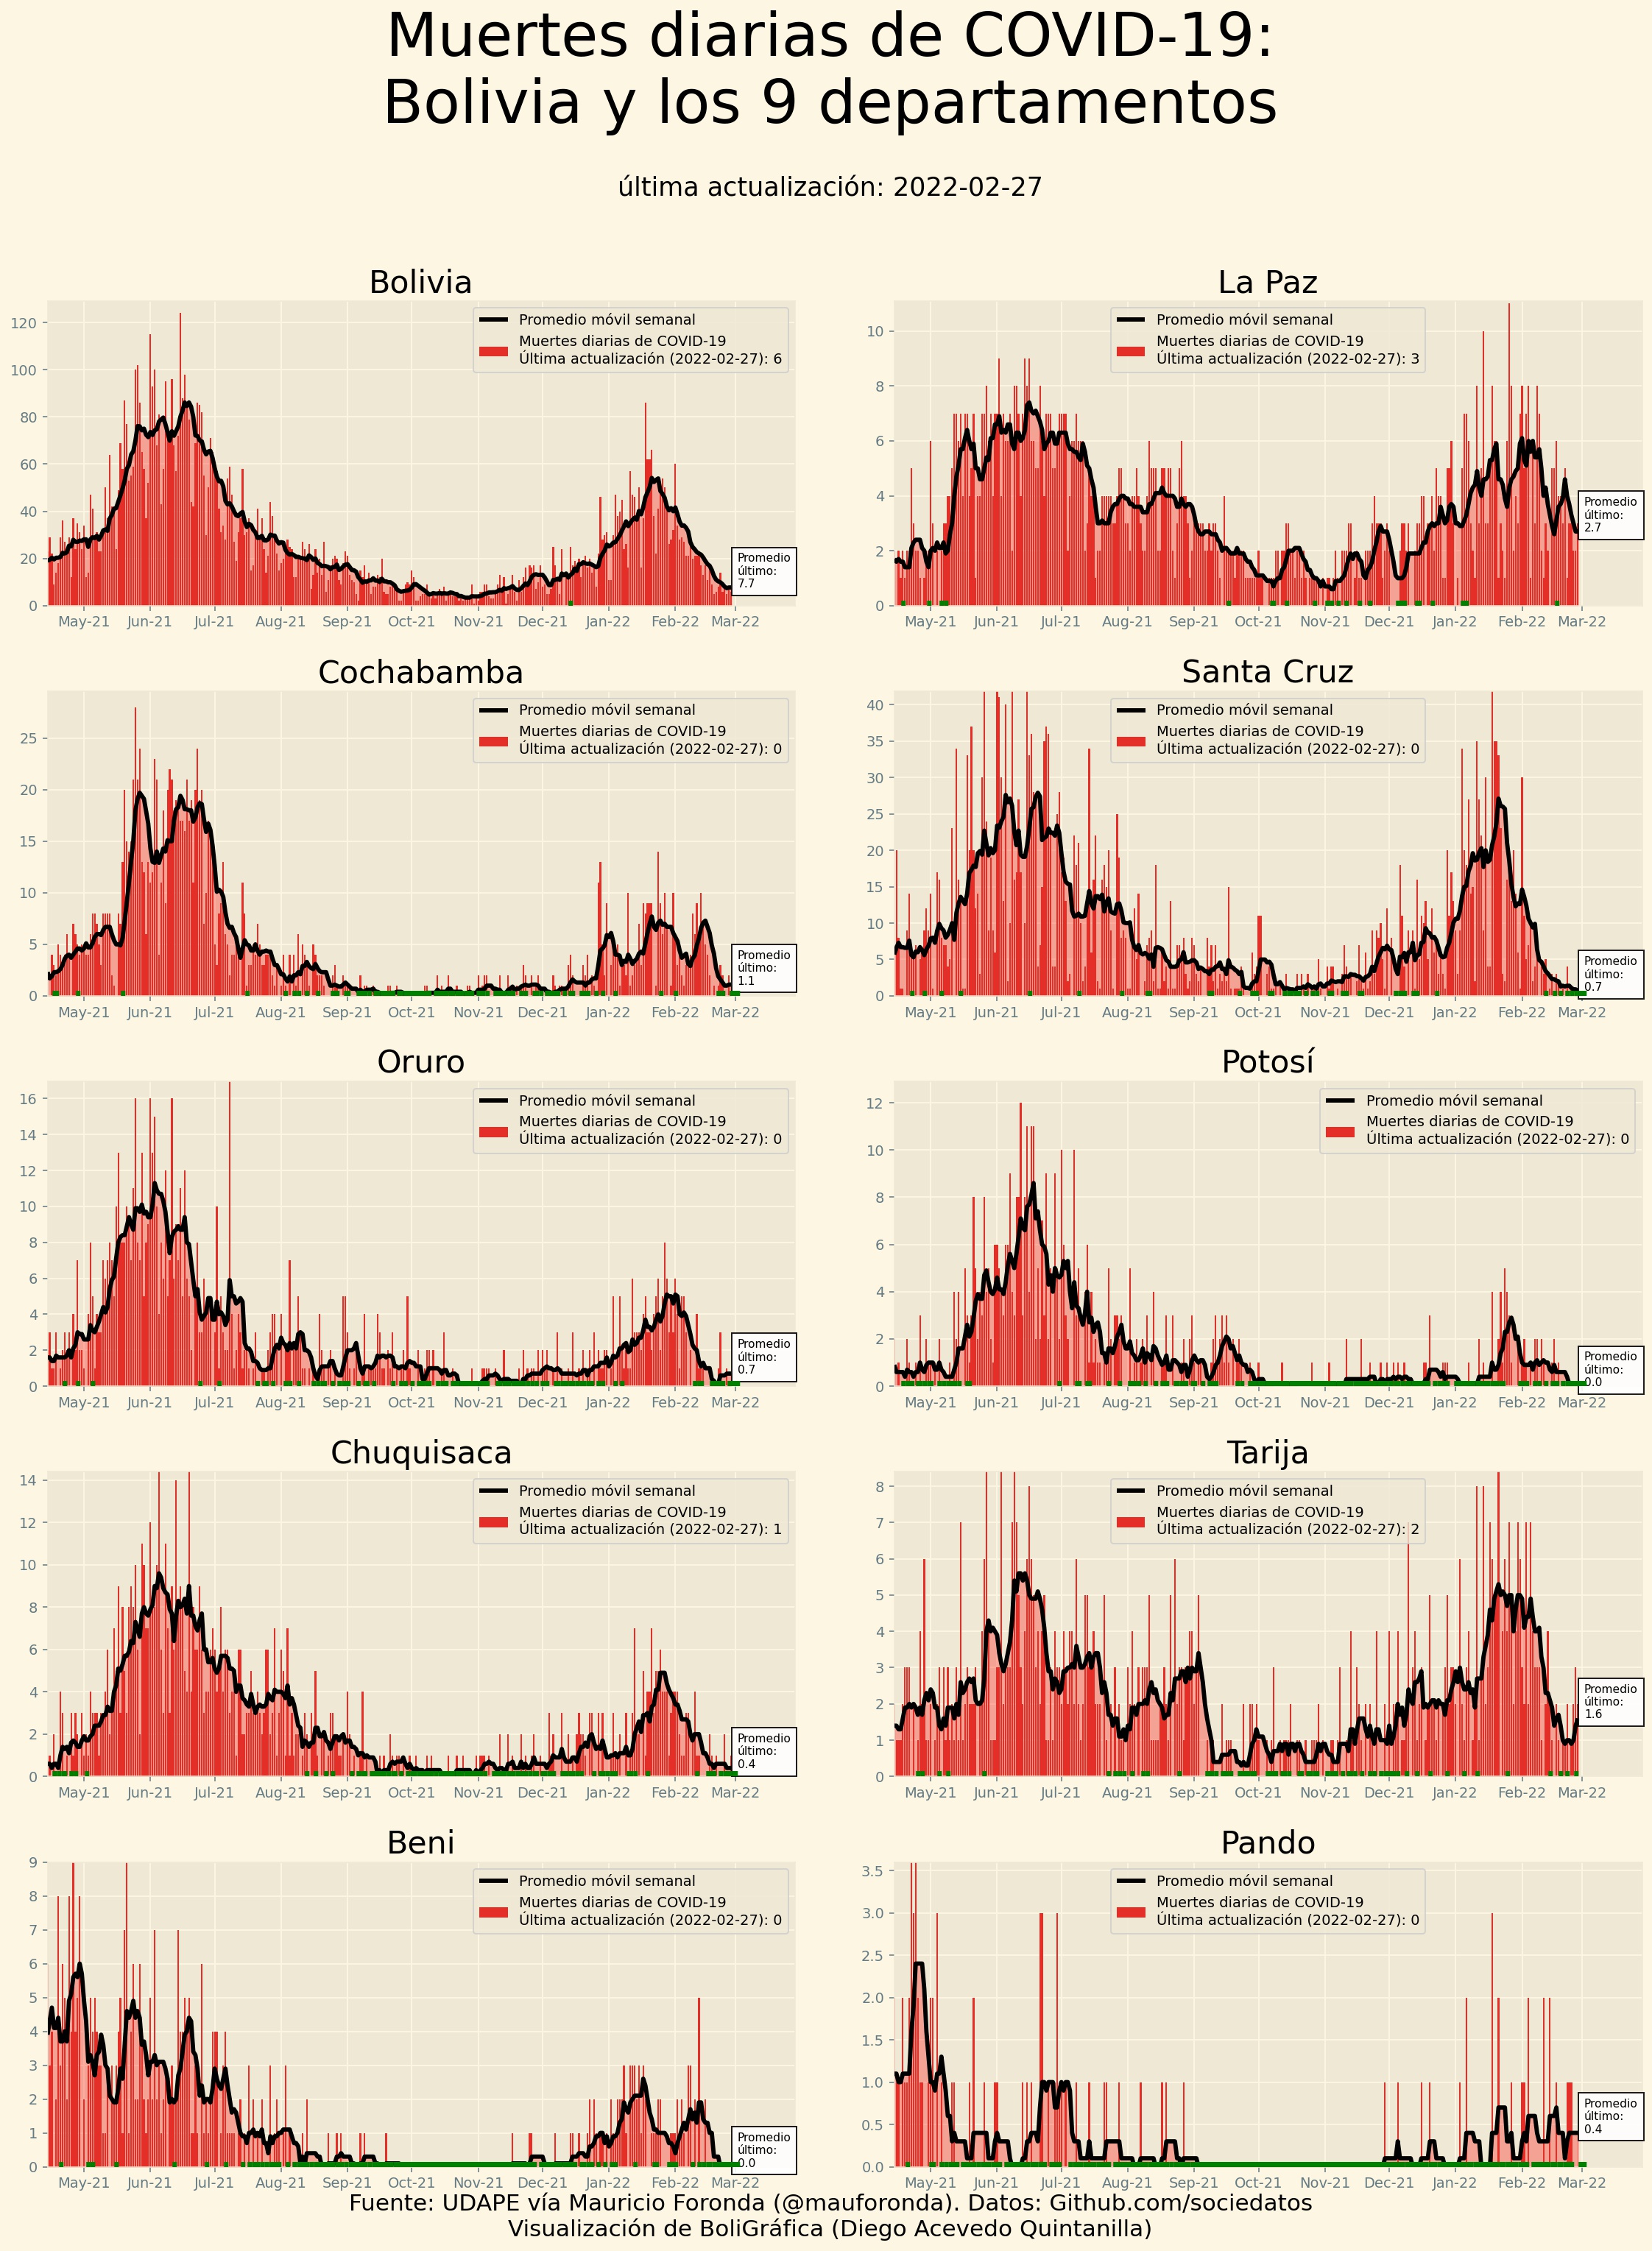 Muertes diarias de COVID-19:
Bolivia y los 9 departamentos
última actualización: 2022-02-27
Bolivia
Promedio móvil semanal
Muertes diarias de COVID-19
Última actualización (2022-02-27): 6
120
100
80
60
40
20
0
Promedio
último:
7.7
May-21 Jun-21 Jul-21 Aug-21 Sep-21 Oct-21 Nov-21 Dec-21 Jan-22 Feb-22 Mar-22
La Paz
Promedio móvil semanal
Muertes diarias de COVID-19
Última actualización (2022-02-27): 3
10
8
6
4
2
0
Promedio
último:
2.7
May-21 Jun-21 Jul-21 Aug-21 Sep-21 Oct-21 Nov-21 Dec-21 Jan-22 Feb-22 Mar-22
Cochabamba
Promedio móvil semanal
Muertes diarias de COVID-19
Última actualización (2022-02-27): 0
25
20
15
10
5
0
Promedio
último:
1.1
May-21 Jun-21 Jul-21 Aug-21 Sep-21 Oct-21 Nov-21 Dec-21 Jan-22 Feb-22 Mar-22
Santa Cruz
Promedio móvil semanal
Muertes diarias de COVID-19
Última actualización (2022-02-27): 0
40
35
30
25
20
15
10
5
0
Promedio
último:
0.7
May-21 Jun-21 Jul-21 Aug-21 Sep-21 Oct-21 Nov-21 Dec-21 Jan-22 Feb-22 Mar-22
Oruro
Promedio móvil semanal
Muertes diarias de COVID-19
Última actualización (2022-02-27): 0
16
14
12
10
8
6
4
2
0
Promedio
último:
0.7
May-21 Jun-21 Jul-21 Aug-21 Sep-21 Oct-21 Nov-21 Dec-21 Jan-22 Feb-22 Mar-22
Potosí
Promedio móvil semanal
Muertes diarias de COVID-19
Última actualización (2022-02-27): 0
12
10
8
6
4
2
0
Promedio
último:
0.0
May-21 Jun-21 Jul-21 Aug-21 Sep-21 Oct-21 Nov-21 Dec-21 Jan-22 Feb-22 Mar-22
Chuquisaca
Promedio móvil semanal
Muertes diarias de COVID-19
Última actualización (2022-02-27): 1
14
12
10
8
6
4
2
0
Promedio
último:
0.4
May-21 Jun-21 Jul-21 Aug-21 Sep-21 Oct-21 Nov-21 Dec-21 Jan-22 Feb-22 Mar-22
Tarija
Promedio móvil semanal
Muertes diarias de COVID-19
Última actualización (2022-02-27): 2
8
7
6
5
4
3
2
1
0
Promedio
último:
1.6
May-21 Jun-21 Jul-21 Aug-21 Sep-21 Oct-21 Nov-21 Dec-21 Jan-22 Feb-22 Mar-22
Beni
Promedio móvil semanal
Muertes diarias de COVID-19
Última actualización (2022-02-27): 0
9
8
7
6
5
4
3
2
1
0
Promedio
último:
0.0
May-21 Jun-21 Jul-21 Aug-21 Sep-21 Oct-21 Nov-21 Dec-21 Jan-22 Feb-22 Mar-22
Pando
Promedio móvil semanal
Muertes diarias de COVID-19
Última actualización (2022-02-27): 0
3.5
3.0
2.5
2.0
1.5
1.0
0.5
0.0
Promedio
último:
0.4
May-21 Jun-21 Jul-21 Aug-21 Sep-21 Oct-21 Nov-21 Dec-21 Jan-22 Feb-22 Mar-22
Fuente: UDAPE vía Mauricio Foronda (@mauforonda). Datos: Github.com/sociedatos
Visualización de BoliGráfica (Diego Acevedo Quintanilla)